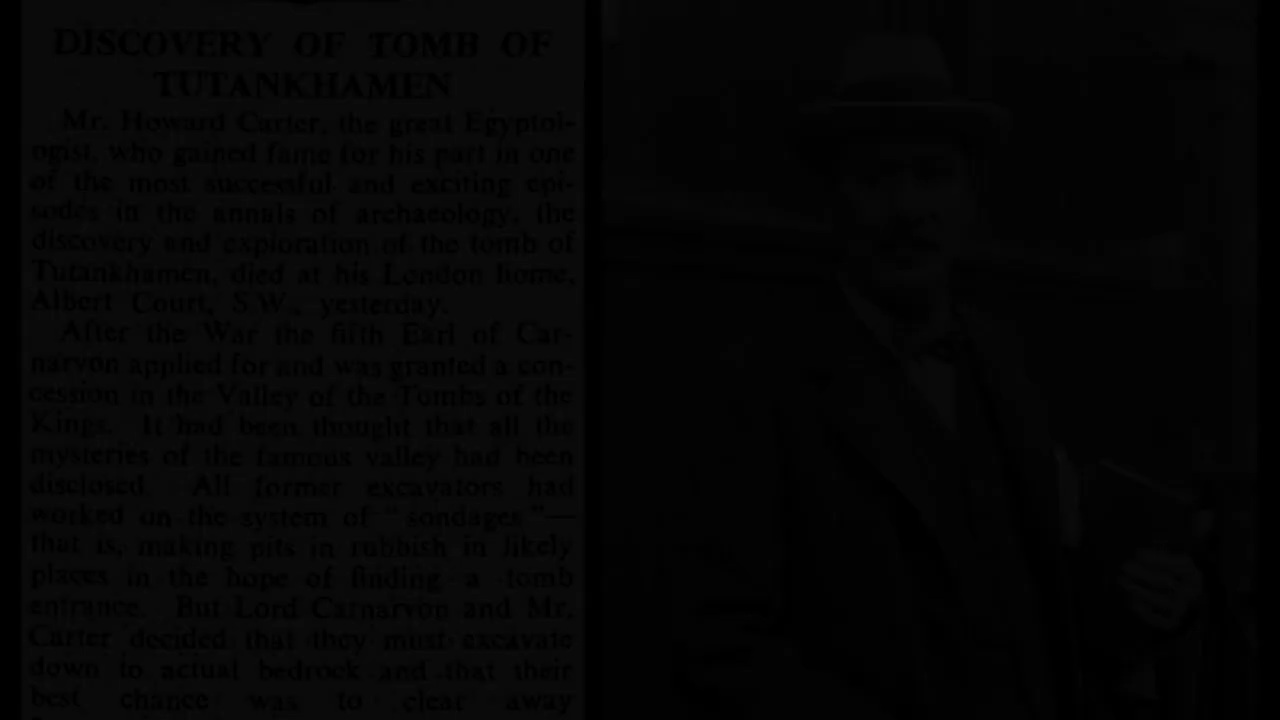 DISCOVERY OF TOMB OF
TUTANKHAMEN
Mr. Howard Carter, the great Egyptol-
ogist, who gained fame for his part in one
of the most successful and exciting epi-
sodes in the annals of archaeology, the
discovery and exploration of the tomb of
Tutankhamen, died at his London home,
Albert Court, S.W., yesterday.
After the War the fifth Earl of Car-
narvon applied for and was granted a con-
cession in the Valley of the Tombs of the
Kings. It had been thought that all the
mysteries of the famous valley had been
disclosed. All former excavators had
worked on the system of "sondages"—
that is, making pits in rubbish in likely
places in the hope of finding a tomb
entrance. But Lord Carnarvon and Mr.
Carter decided that they must excavate
down to actual bedrock and that their
best chance was to clear away